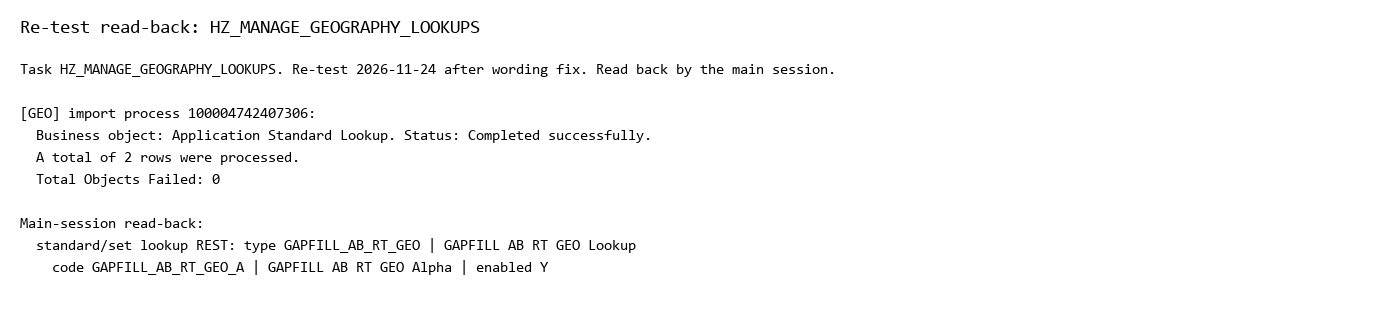 Re-test read-back: HZ_MANAGE_GEOGRAPHY_LOOKUPS
Task HZ_MANAGE_GEOGRAPHY_LOOKUPS. Re-test 2026-11-24 after wording fix. Read back by the main session.
[GEO] import process 100004742407306:
Business object: Application Standard Lookup. Status: Completed successfully.
A total of 2 rows were processed.
Total Objects Failed: 0
Main-session read-back:
standard/set lookup REST: type GAPFILL_AB_RT_GEO | GAPFILL AB RT GEO Lookup
code GAPFILL_AB_RT_GEO_A | GAPFILL AB RT GEO Alpha | enabled Y